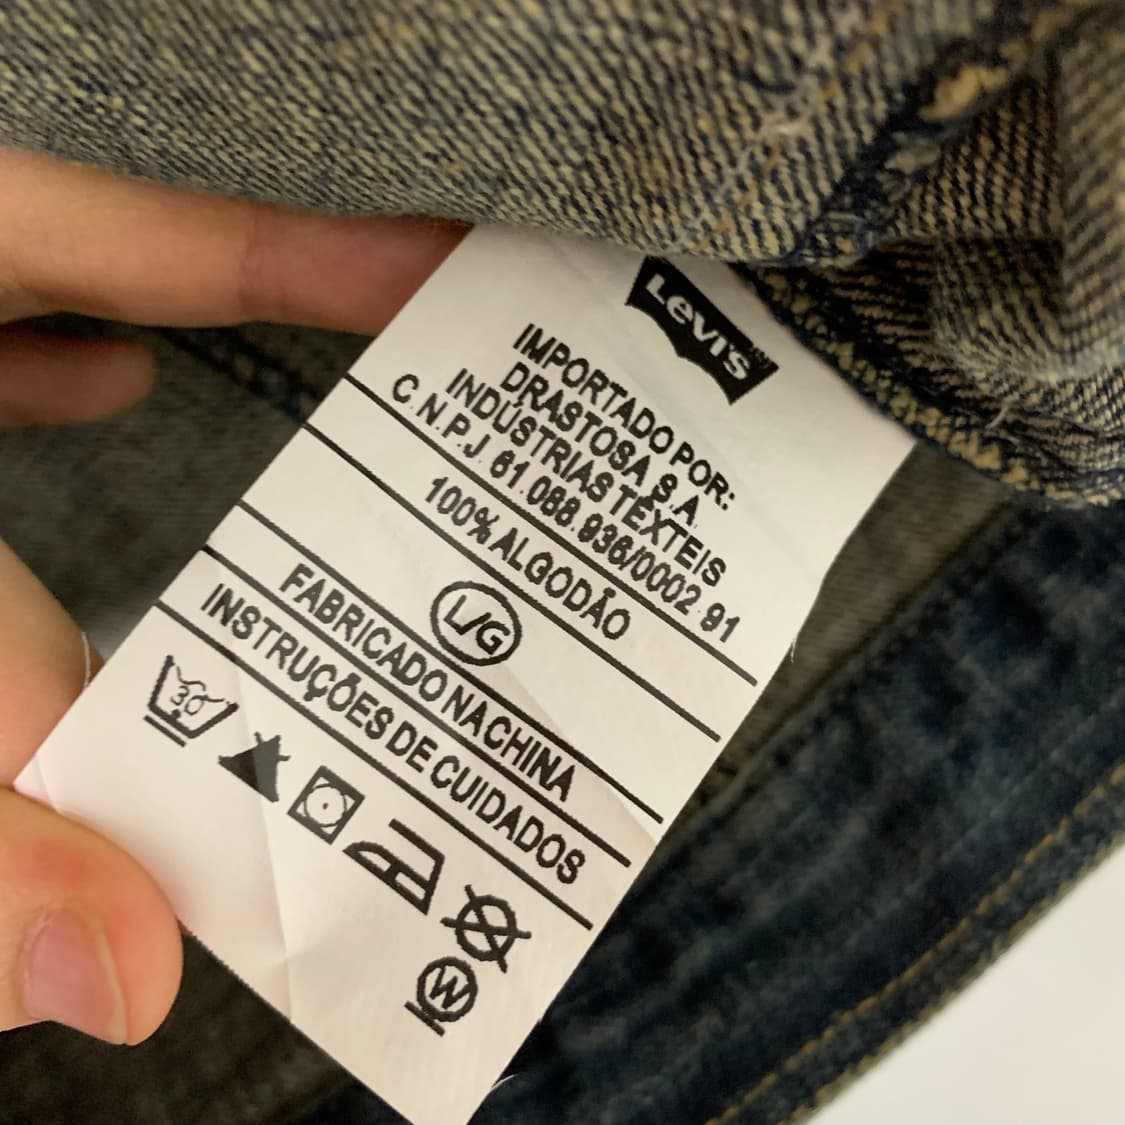 Levi's
IMPORTADO POR:
DRASTOSA S.A.
INDÚSTRIAS TEXTEIS
C.N.P.J. 61.088.936/0002.91
100% ALGODÃO
L/G
FABRICADO NA CHINA
INSTRUÇÕES DE CUIDADOS
30
W